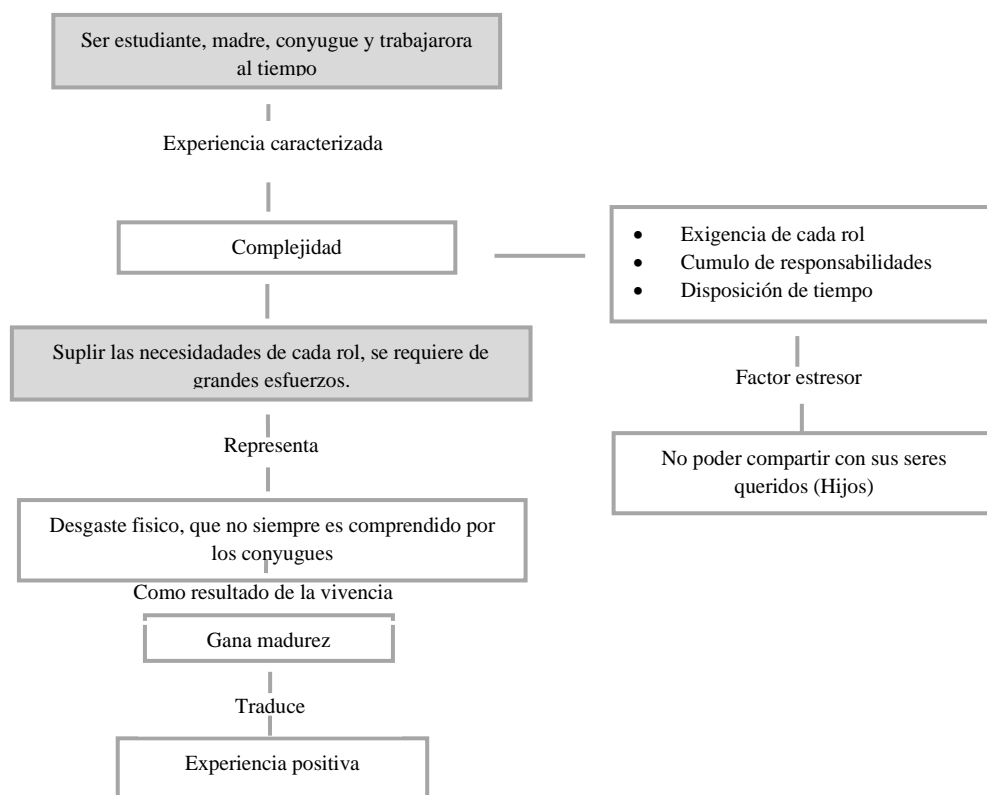 Ser estudiante, madre, conyugue y trabajarora
al tiempo
Experiencia caracterizada
Complejidad
• Exigencia de cada rol
• Cumulo de responsabilidades
• Disposición de tiempo
Suplir las necesidadades de cada rol, se requiere de
grandes esfuerzos.
Factor estresor
Representa
No poder compartir con sus seres
queridos (Hijos)
Desgaste fisico, que no siempre es comprendido por
los conyugues
Como resultado de la vivencia
Gana madurez
Traduce
Experiencia positiva